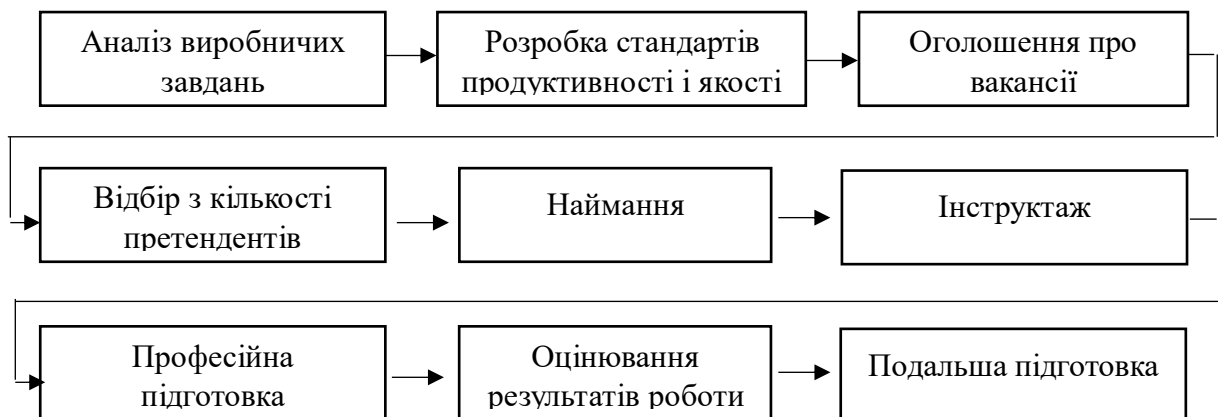 Аналіз виробничих
завдань
Розробка стандартів
продуктивності і якості
Оголошення про
вакансії
Відбір з кількості
претендентів
Наймання
Інструктаж
Професійна
підготовка
Оцінювання
результатів роботи
Подальша підготовка